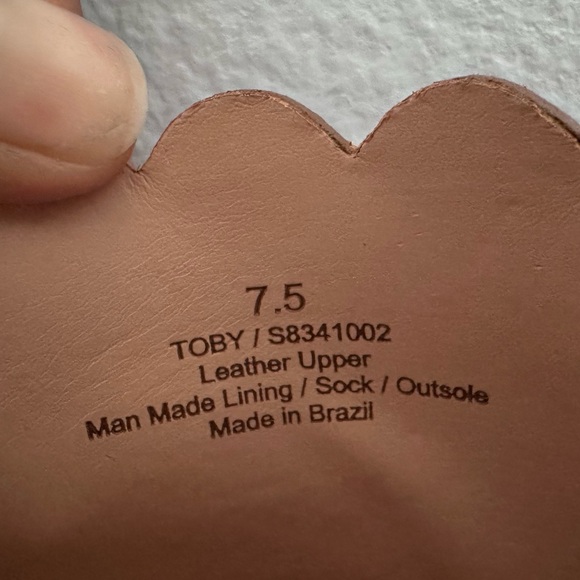 7.5
TOBY / S8341002
Leather Upper
Man Made Lining / Sock / Outsole
Made in Brazil